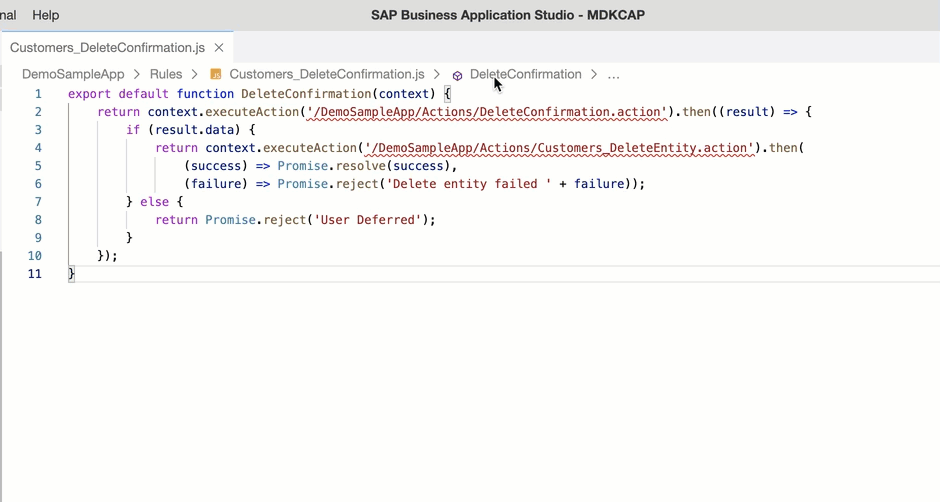 nal Help SAP Business Application Studio - MDKCAP
Customers_DeleteConfirmation.js ×
DemoSampleApp > Rules > JS Customers_DeleteConfirmation.js > DeleteConfirmation > ...
1 export default function DeleteConfirmation(context) {
2 return context.executeAction('/DemoSampleApp/Actions/DeleteConfirmation.action').then((result) => {
3 if (result.data) {
4 return context.executeAction('/DemoSampleApp/Actions/Customers_DeleteEntity.action').then(
5 (success) => Promise.resolve(success),
6 (failure) => Promise.reject('Delete entity failed ' + failure));
7 } else {
8 return Promise.reject('User Deferred');
9 }
10 });
11 }